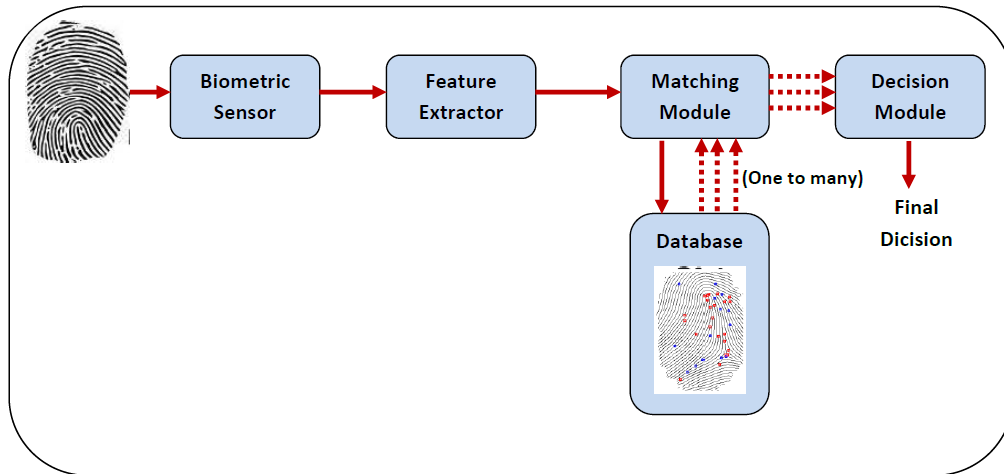 Biometric
Sensor
Feature
Extractor
Matching
Module
Decision
Module
(One to many)
Final
Dicision
Database